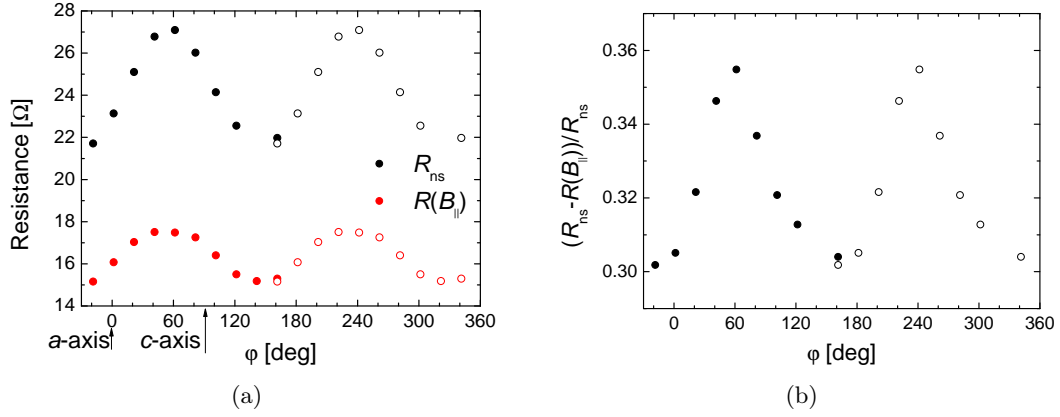 28
26
24
22
20
18
16
14
Resistance [Ω]
R_ns
R(B_||)
0 60 120 180 240 300 360
a-axis c-axis φ [deg]
(a)
0.36
0.34
0.32
0.30
(R_ns-R(B_||))/R_ns
0 60 120 180 240 300 360
φ [deg]
(b)